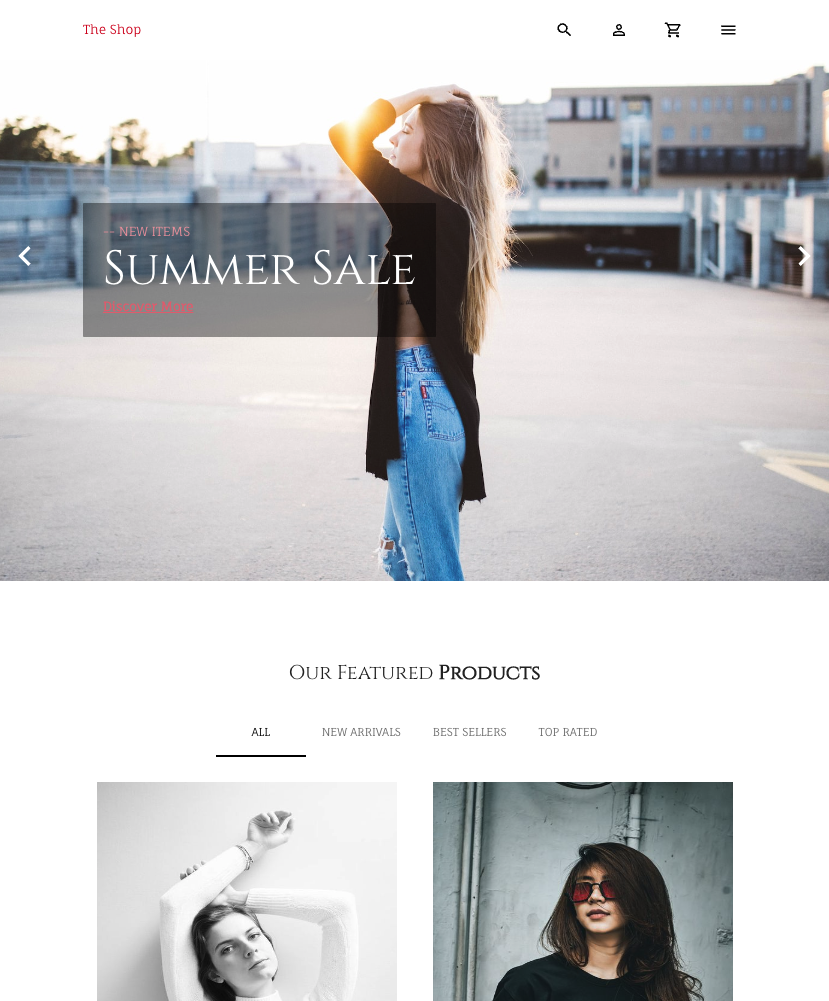 The Shop
— NEW ITEMS
SUMMER SALE
Discover More
OUR FEATURED PRODUCTS
ALL NEW ARRIVALS BEST SELLERS TOP RATED